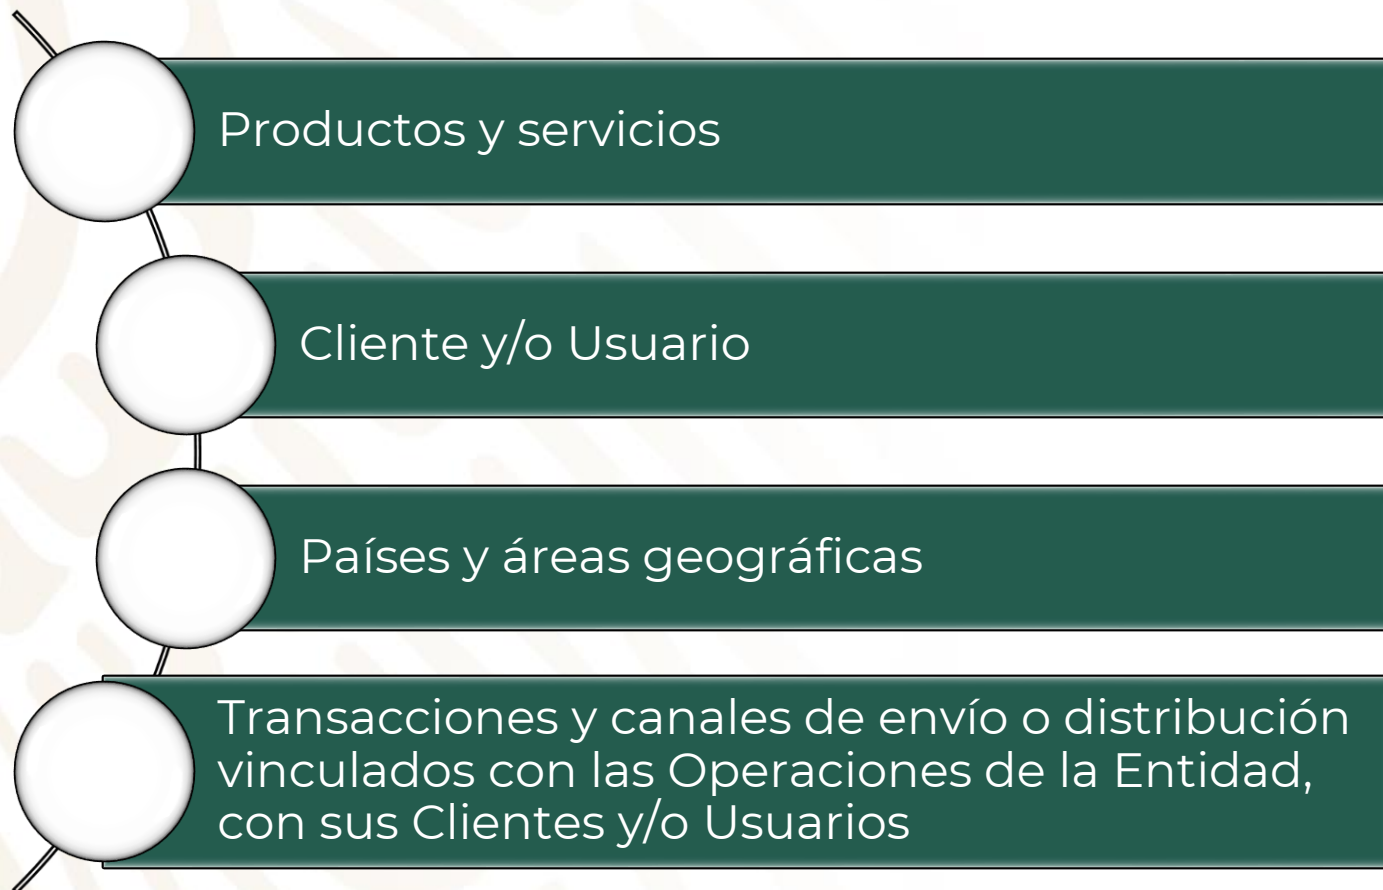 Productos y servicios
Cliente y/o Usuario
Países y áreas geográficas
Transacciones y canales de envío o distribución
vinculados con las Operaciones de la Entidad,
con sus Clientes y/o Usuarios